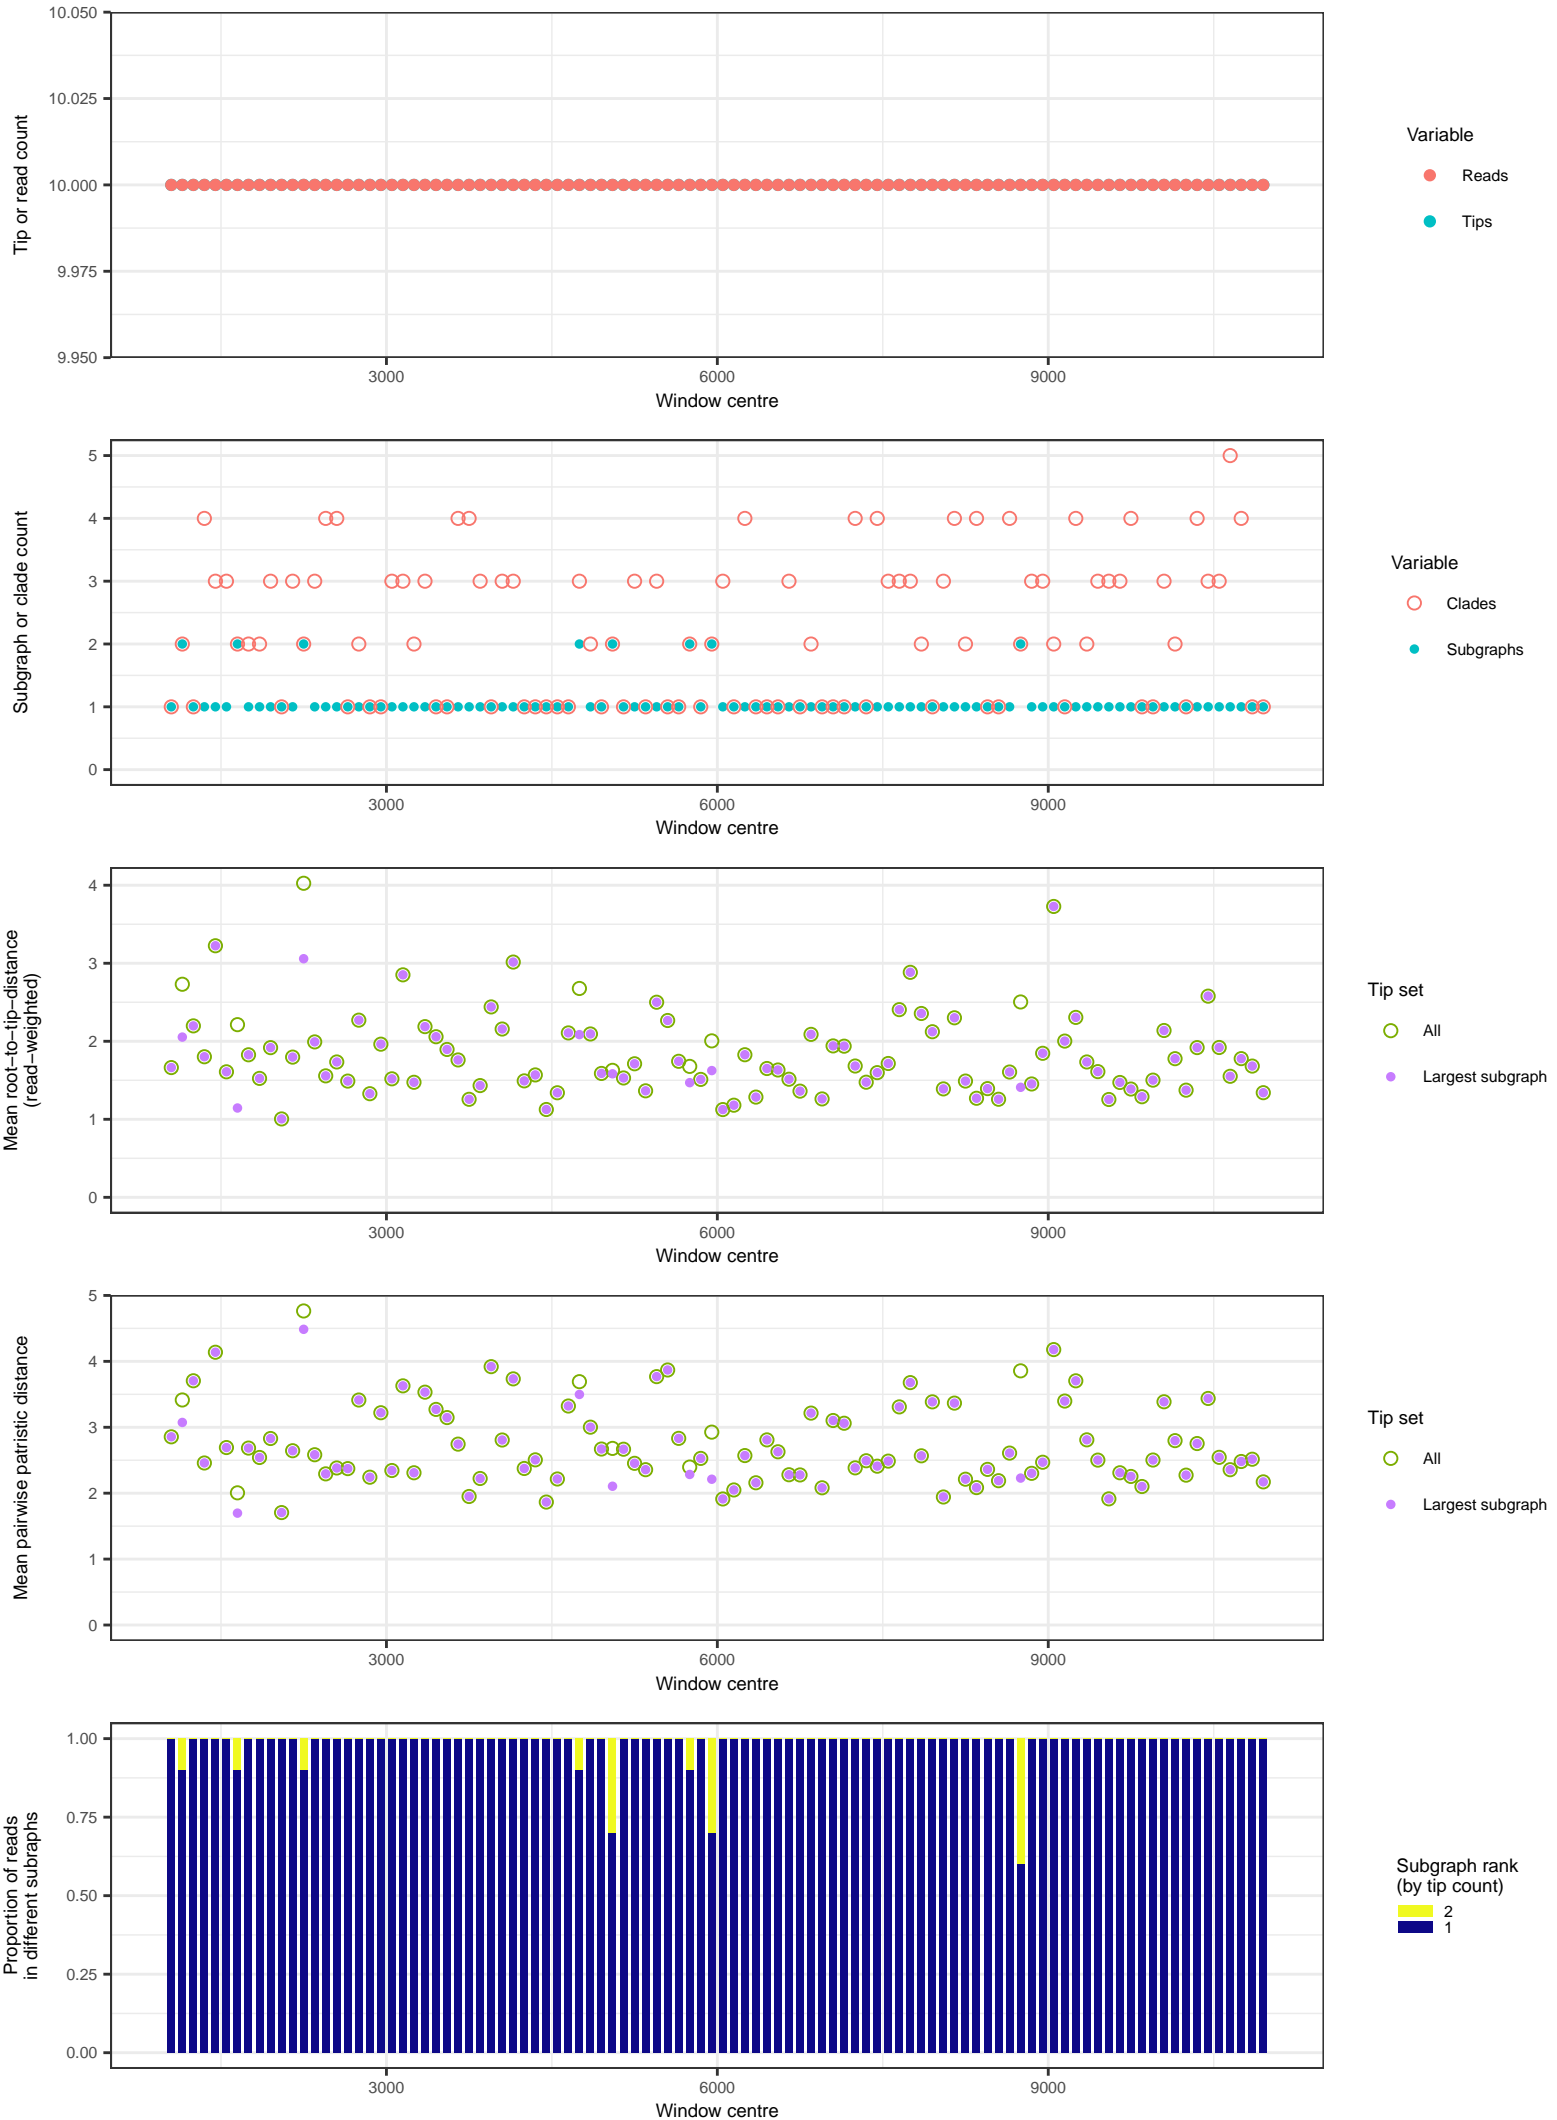 10.050
10.025
10.000
9.975
9.950
Tip or read count
3000 6000 9000
Window centre
Variable
Reads
Tips
5
4
3
2
1
0
Subgraph or clade count
3000 6000 9000
Window centre
Variable
Clades
Subgraphs
4
3
2
1
0
Mean root−to−tip−distance
(read−weighted)
3000 6000 9000
Window centre
Tip set
All
Largest subgraph
5
4
3
2
1
0
Mean pairwise patristic distance
3000 6000 9000
Window centre
Tip set
All
Largest subgraph
1.00
0.75
0.50
0.25
0.00
Proportion of reads
in different subraphs
3000 6000 9000
Window centre
Subgraph rank
(by tip count)
2
1